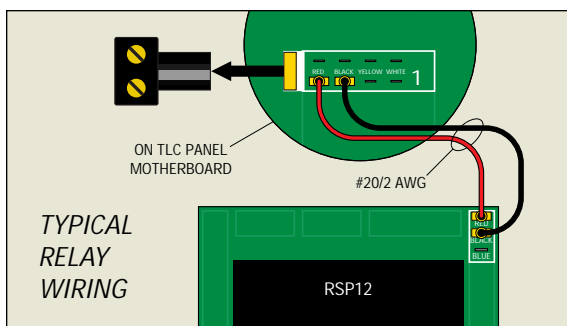 RED BLACK YELLOW WHITE 1
ON TLC PANEL
MOTHERBOARD
#20/2 AWG
TYPICAL
RELAY
WIRING
RED
BLACK
BLUE
RSP12